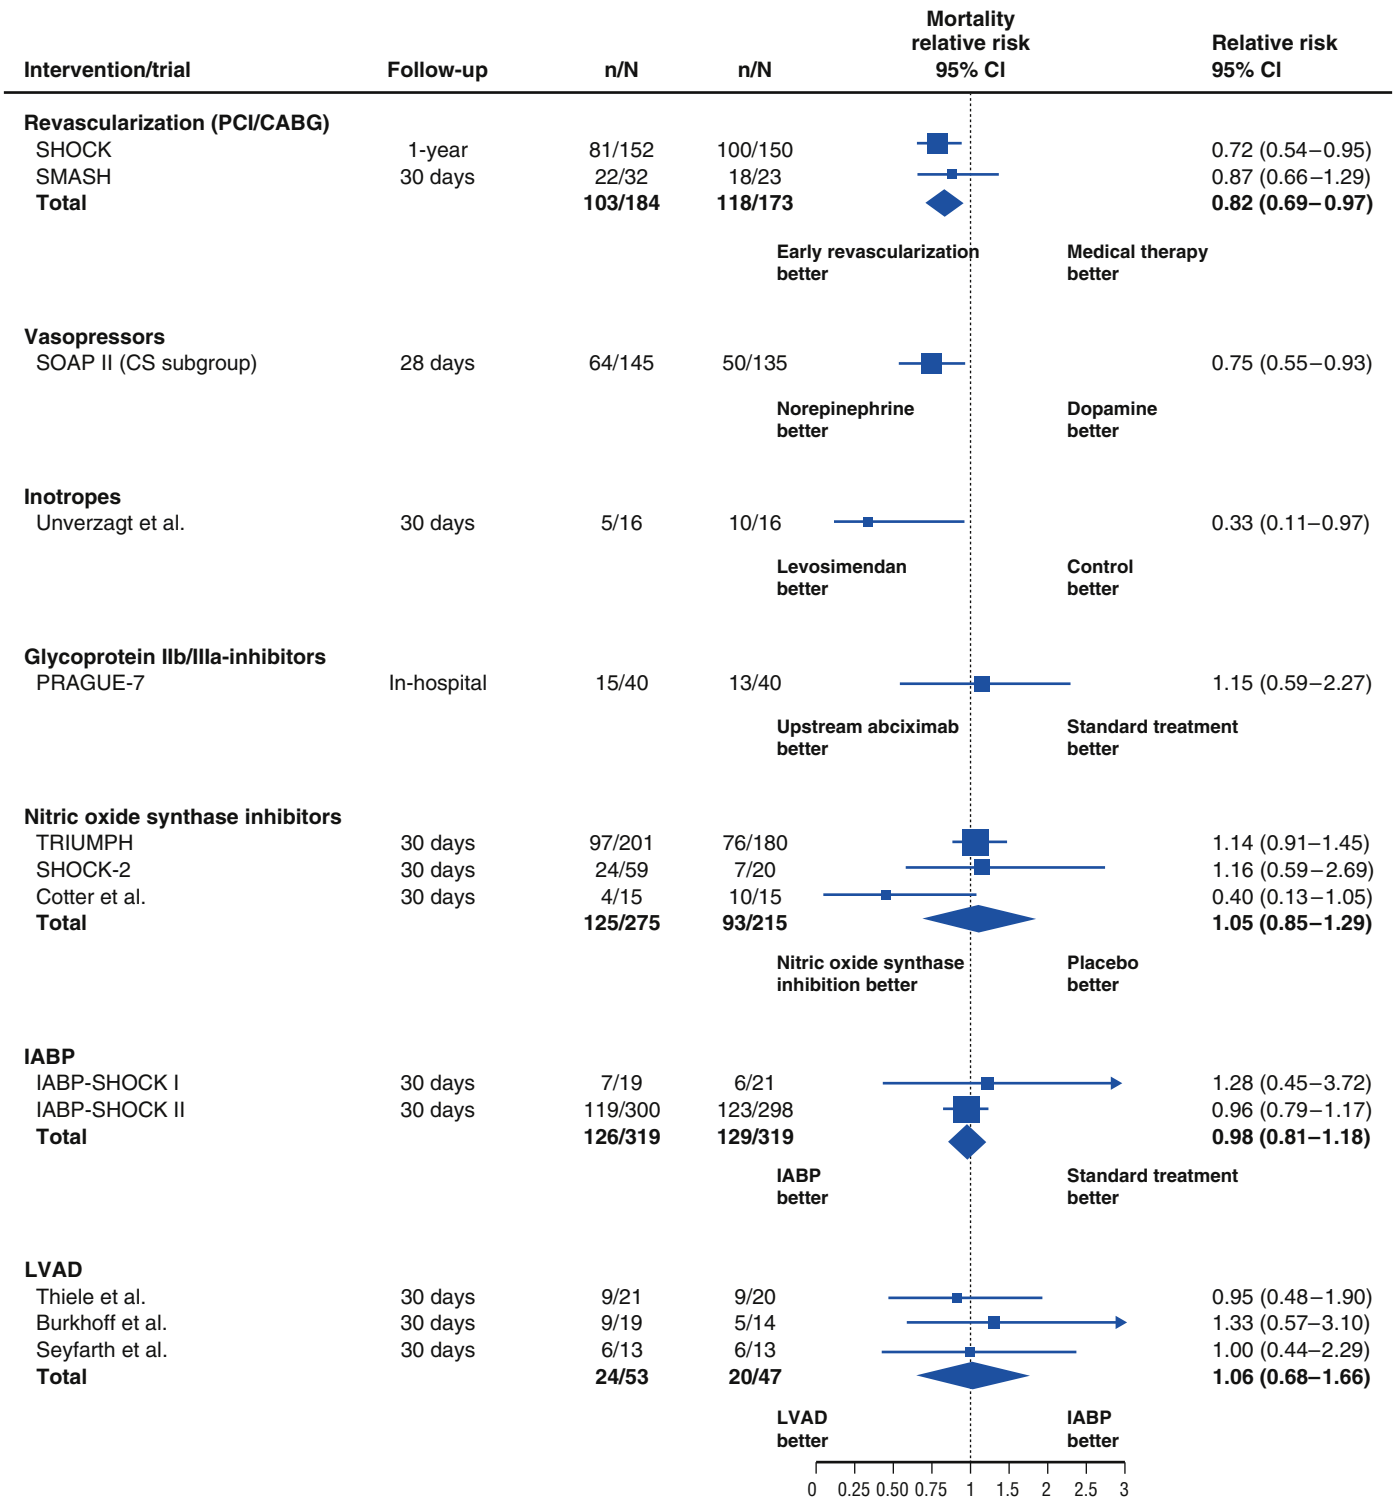 Mortality
relative risk
95% CI
Relative risk
95% CI
Intervention/trial Follow-up n/N n/N
Revascularization (PCI/CABG)
SHOCK 1-year 81/152 100/150 0.72 (0.54–0.95)
SMASH 30 days 22/32 18/23 0.87 (0.66–1.29)
Total 103/184 118/173 0.82 (0.69–0.97)
Early revascularization
better
Medical therapy
better
Vasopressors
SOAP II (CS subgroup) 28 days 64/145 50/135 0.75 (0.55–0.93)
Norepinephrine
better
Dopamine
better
Inotropes
Unverzagt et al. 30 days 5/16 10/16 0.33 (0.11–0.97)
Levosimendan
better
Control
better
Glycoprotein IIb/IIIa-inhibitors
PRAGUE-7 In-hospital 15/40 13/40 1.15 (0.59–2.27)
Upstream abciximab
better
Standard treatment
better
Nitric oxide synthase inhibitors
TRIUMPH 30 days 97/201 76/180 1.14 (0.91–1.45)
SHOCK-2 30 days 24/59 7/20 1.16 (0.59–2.69)
Cotter et al. 30 days 4/15 10/15 0.40 (0.13–1.05)
Total 125/275 93/215 1.05 (0.85–1.29)
Nitric oxide synthase
inhibition better
Placebo
better
IABP
IABP-SHOCK I 30 days 7/19 6/21 1.28 (0.45–3.72)
IABP-SHOCK II 30 days 119/300 123/298 0.96 (0.79–1.17)
Total 126/319 129/319 0.98 (0.81–1.18)
IABP
better
Standard treatment
better
LVAD
Thiele et al. 30 days 9/21 9/20 0.95 (0.48–1.90)
Burkhoff et al. 30 days 9/19 5/14 1.33 (0.57–3.10)
Seyfarth et al. 30 days 6/13 6/13 1.00 (0.44–2.29)
Total 24/53 20/47 1.06 (0.68–1.66)
LVAD
better
IABP
better
0 0.25 0.50 0.75 1 1.5 2 2.5 3